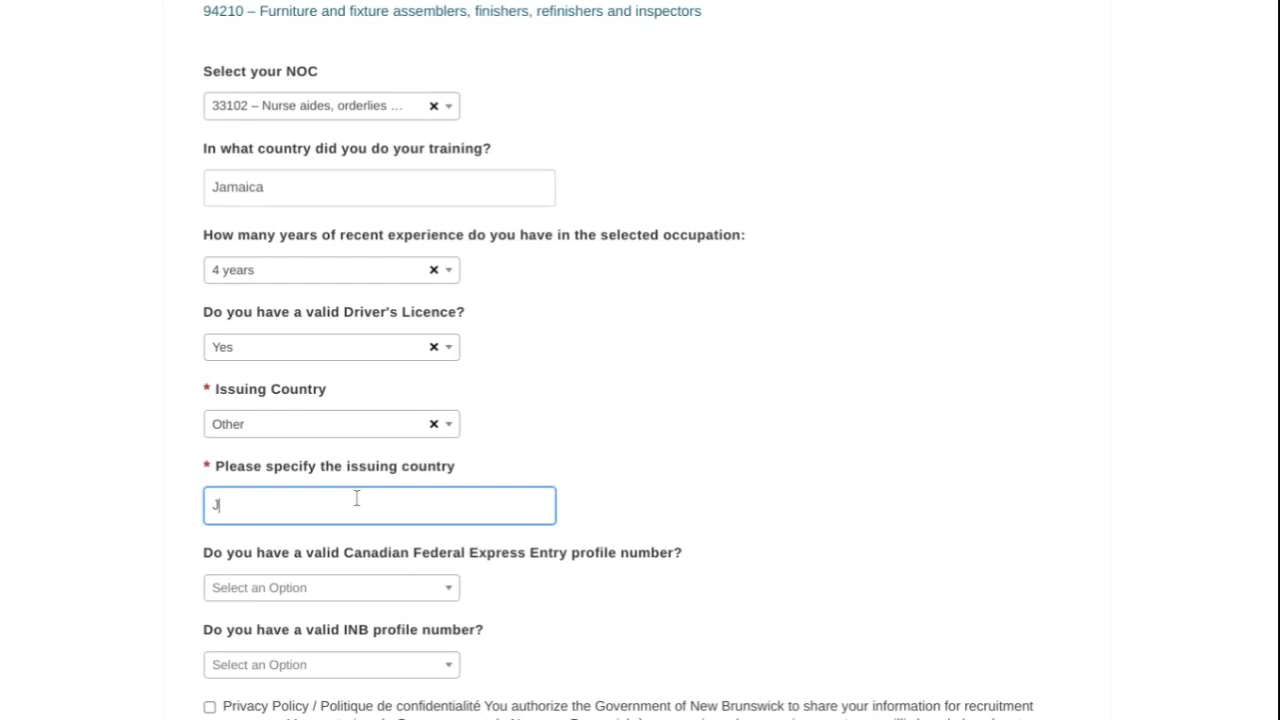 94210 – Furniture and fixture assemblers, finishers, refinishers and inspectors
Select your NOC
33102 – Nurse aides, orderlies ...
In what country did you do your training?
Jamaica
How many years of recent experience do you have in the selected occupation:
4 years
Do you have a valid Driver's Licence?
Yes
* Issuing Country
Other
* Please specify the issuing country
J
Do you have a valid Canadian Federal Express Entry profile number?
Select an Option
Do you have a valid INB profile number?
Select an Option
Privacy Policy / Politique de confidentialité You authorize the Government of New Brunswick to share your information for recruitment